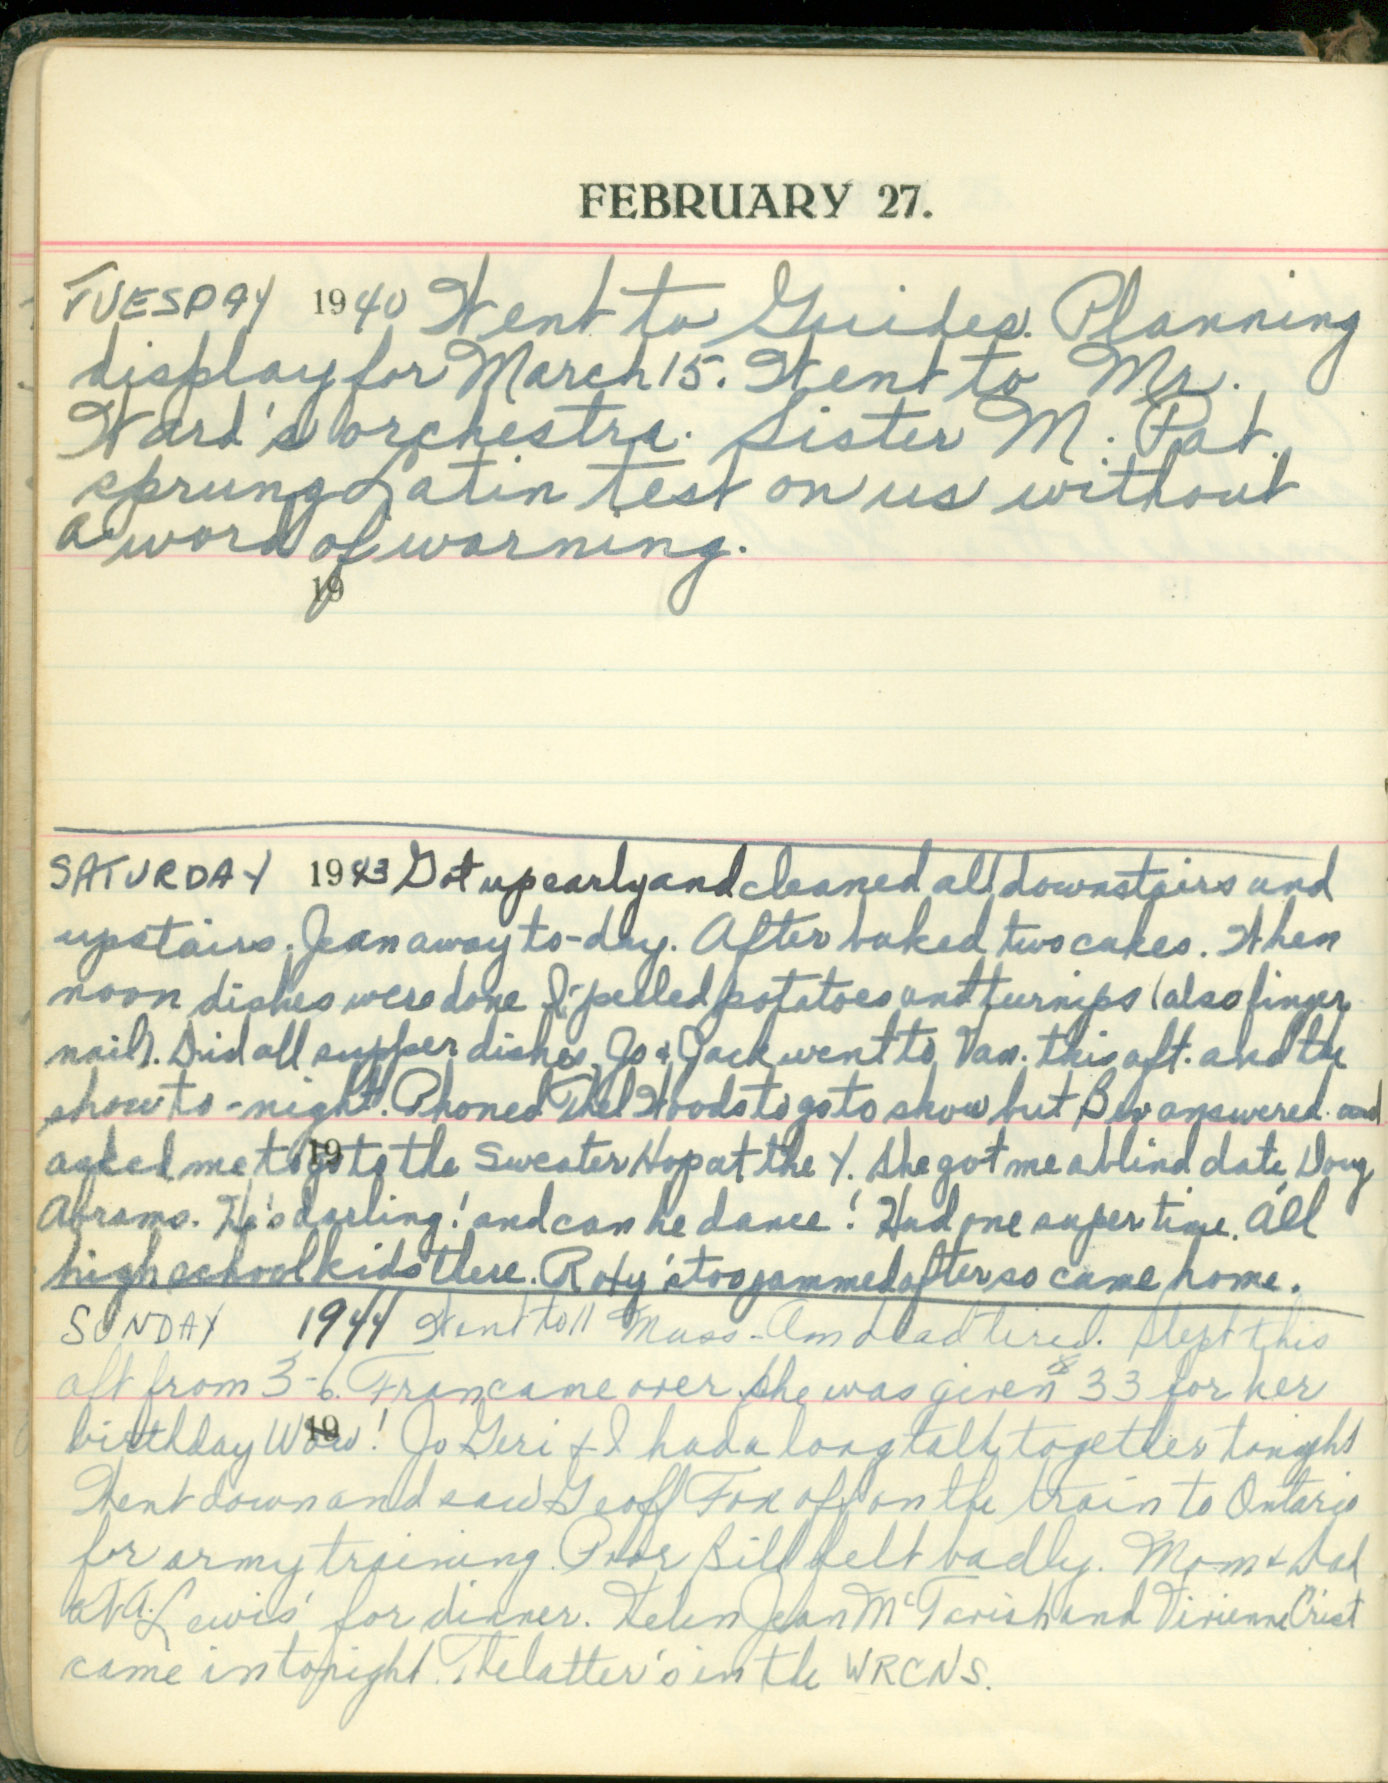 FEBRUARY 27.
TUESDAY 1940 Went to Guides. Planning
display for March 15. Went to Mr.
Ward's orchestra. Sister M. Pat.
sprung Latin test on us without
a word of warning.
19
SATURDAY 1943 Got up early and cleaned all downstairs and
upstairs. Jean away to-day. After baked two cakes. When
noon dishes were done I peeled potatoes and turnips (also finger
nail). Did all supper dishes. Jo & Jack went to Van. this aft. and the
show to-night. Phoned Thel Woods to go to show but Bev answered and
asked me to go to the Sweater Hop at the Y. She got me a blind date, Doug
19
Abrams. He's darling! and can he dance! Had one super time. All
high school kids there. Roxy's too jammed after so came home.
SUNDAY 1944 Went to 11 Mass - Am dead tired. Slept this
aft from 3-6. Fran came over. She was given $33 for her
birthday Wow! Jo Geri & I had a long talk together tonight
19
Went down and saw Geoff Fox off on the train to Ontario
for army training. Poor Bill felt badly. Mom & Dad
at A. Lewis' for dinner. Helen Jean McTavish and Vivienne Crist
came in tonight. The latter's in the WRCNS.